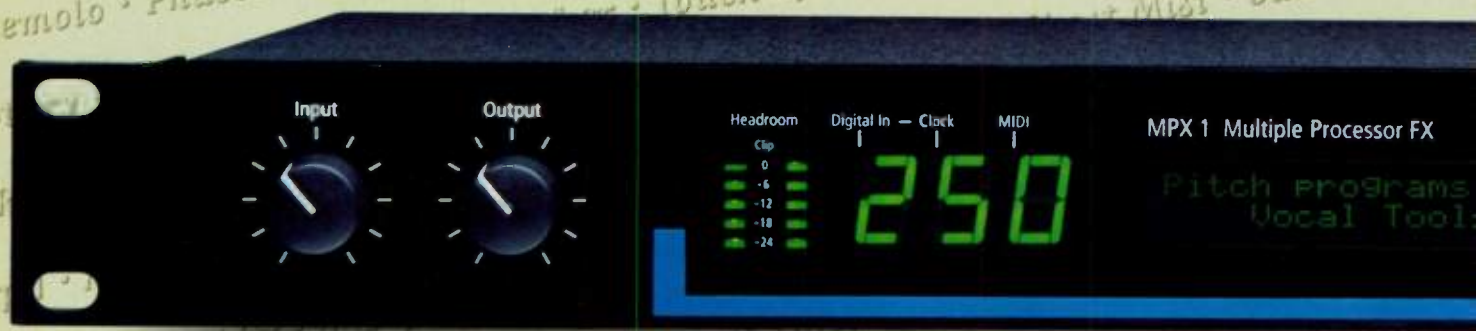 emolo
Input
Output
Headroom
Digital In – Clock
MIDI
Clip
0
-6
-12
-18
-24
250
MPX 1 Multiple Processor FX
Pitch programs
Vocal Tools